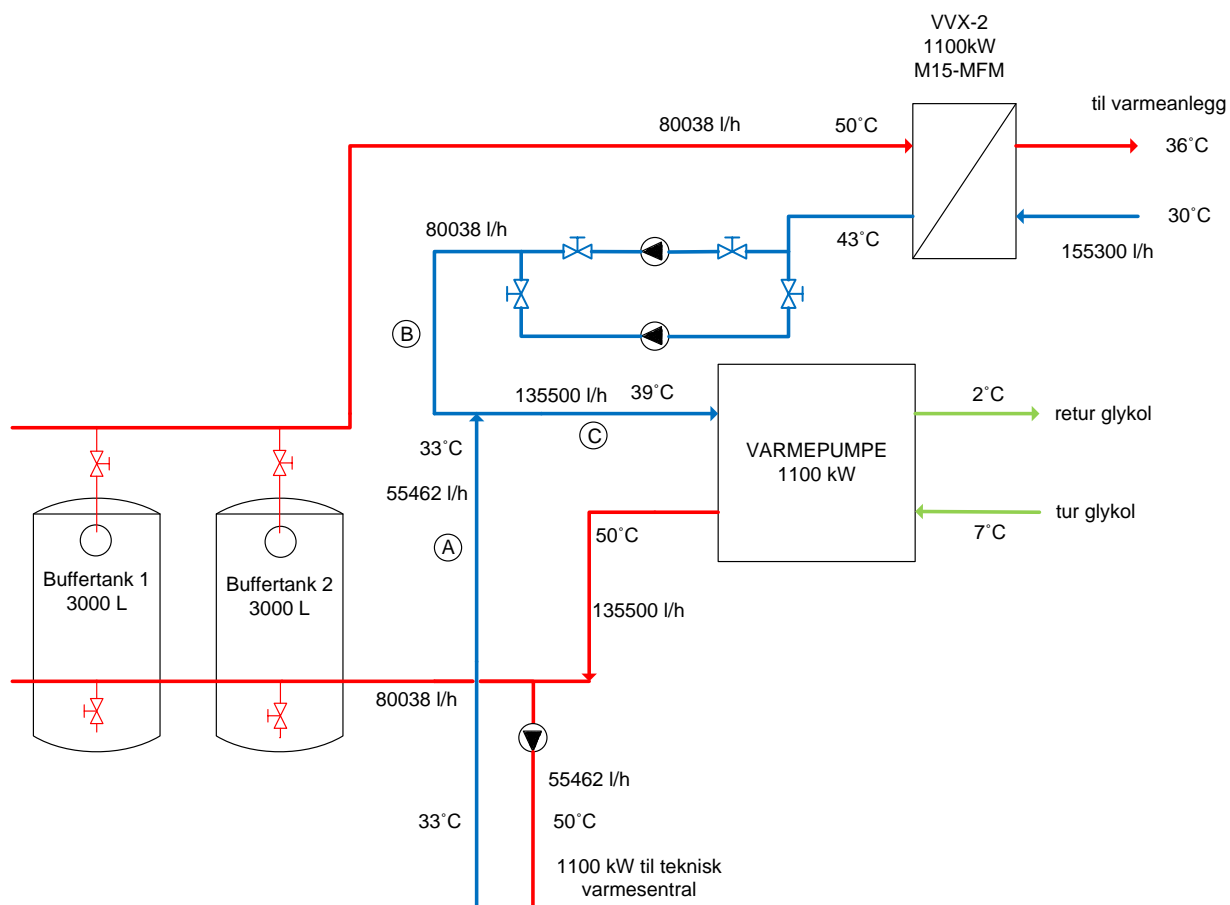 VVX-2
1100kW
M15-MFM
til varmeanlegg
80038 l/h
50˚C
36˚C
80038 l/h
43˚C
30˚C
155300 l/h
B
135500 l/h
39˚C
2˚C
retur glykol
C
33˚C
VARMEPUMPE
1100 kW
55462 l/h
tur glykol
A
50˚C
7˚C
Buffertank 1
3000 L
Buffertank 2
3000 L
135500 l/h
80038 l/h
55462 l/h
33˚C
50˚C
1100 kW til teknisk
varmesentral